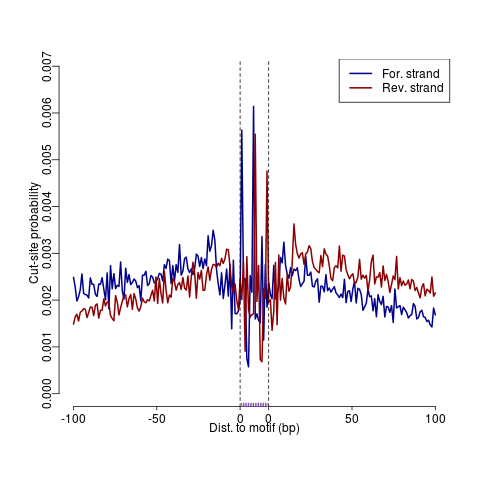 For. strand
Rev. strand
Cut-site probability
0.007
0.006
0.005
0.004
0.003
0.002
0.001
0.000
-100 -50 0 0 50 100
Dist. to motif (bp)